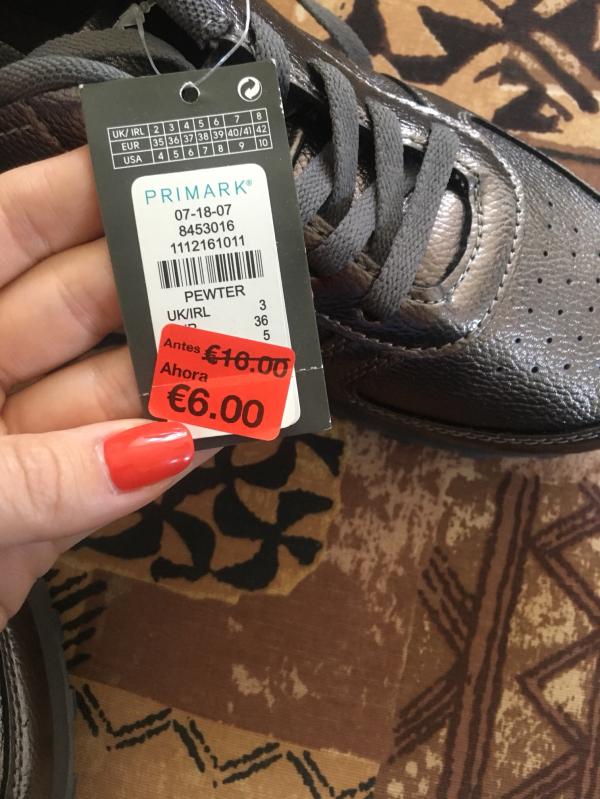 UK/IRL 2 3 4 5 6 7 8
EUR 35 36 37 38 39 40/41 42
USA 4 5 6 7 8 9 10
PRIMARK®
07-18-07
8453016
1112161011
PEWTER
UK/IRL 3
36
5
Antes €16.00
Ahora
€6.00